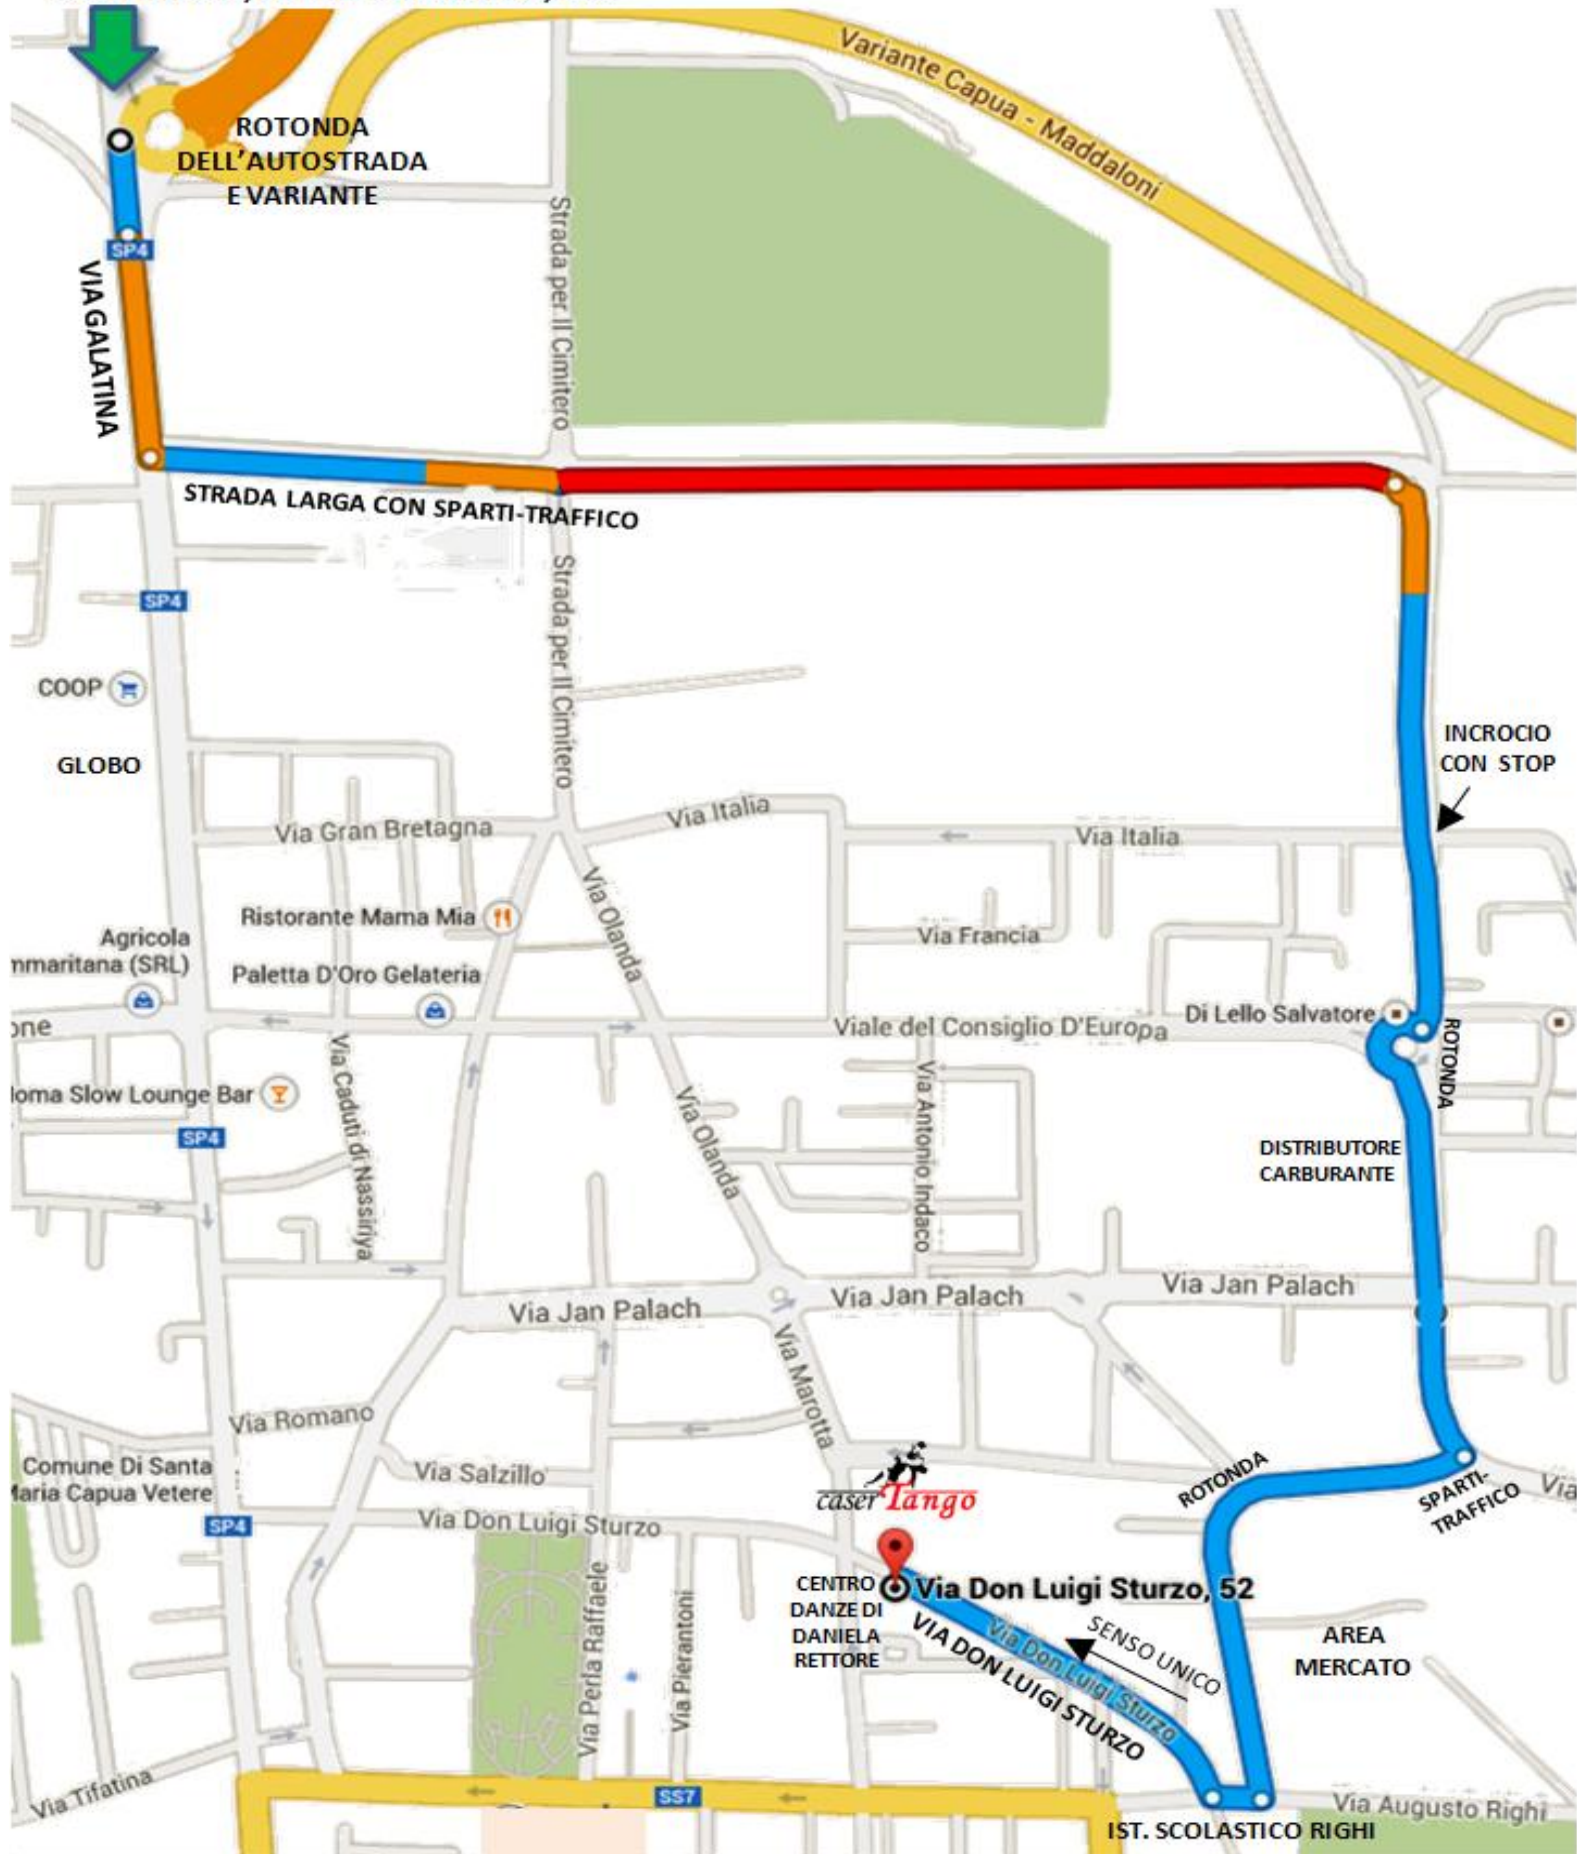 Variante Capua - Maddaloni
ROTONDA
DELL'AUTOSTRADA
E VARIANTE
SP4
VIA GALATINA
Strada per Il Cimitero
STRADA LARGA CON SPARTI-TRAFFICO
Strada per Il Cimitero
SP4
COOP
GLOBO
INCROCIO
CON STOP
Via Italia
Via Gran Bretagna
Via Italia
Via Olanda
Ristorante Mama Mia
Via Francia
Agricola
mmaritana (SRL)
Paletta D'Oro Gelateria
Di Lello Salvatore
one
Viale del Consiglio D'Europa
ROTONDA
Via Caduti di Nassiriya
Via Antonio Indaco
Via Olanda
oma Slow Lounge Bar
SP4
DISTRIBUTORE
CARBURANTE
Via Jan Palach
Via Jan Palach
Via Jan Palach
Via Marotta
Via Romano
Comune Di Santa
Maria Capua Vetere
Via Salzillo
ROTONDA
SPARTI-
TRAFFICO
Via
caserTango
SP4
Via Don Luigi Sturzo
CENTRO
DANZE DI
DANIELA
RETTORE
Via Don Luigi Sturzo, 52
Via Perla Raffaele
Via Pierantoni
SENSO UNICO
Via Don Luigi Sturzo
VIA DON LUIGI STURZO
AREA
MERCATO
Via Tifatina
SS7
Via Augusto Righi
IST. SCOLASTICO RIGHI